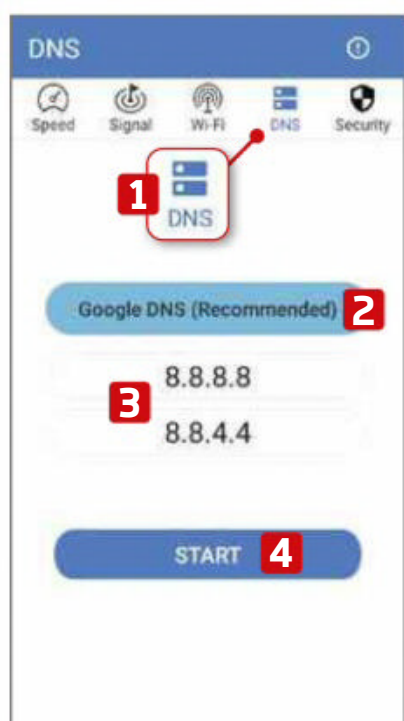 DNS
Speed Signal Wi-Fi DNS Security
1 DNS
Google DNS (Recommended) 2
8.8.8.8
3
8.8.4.4
START 4